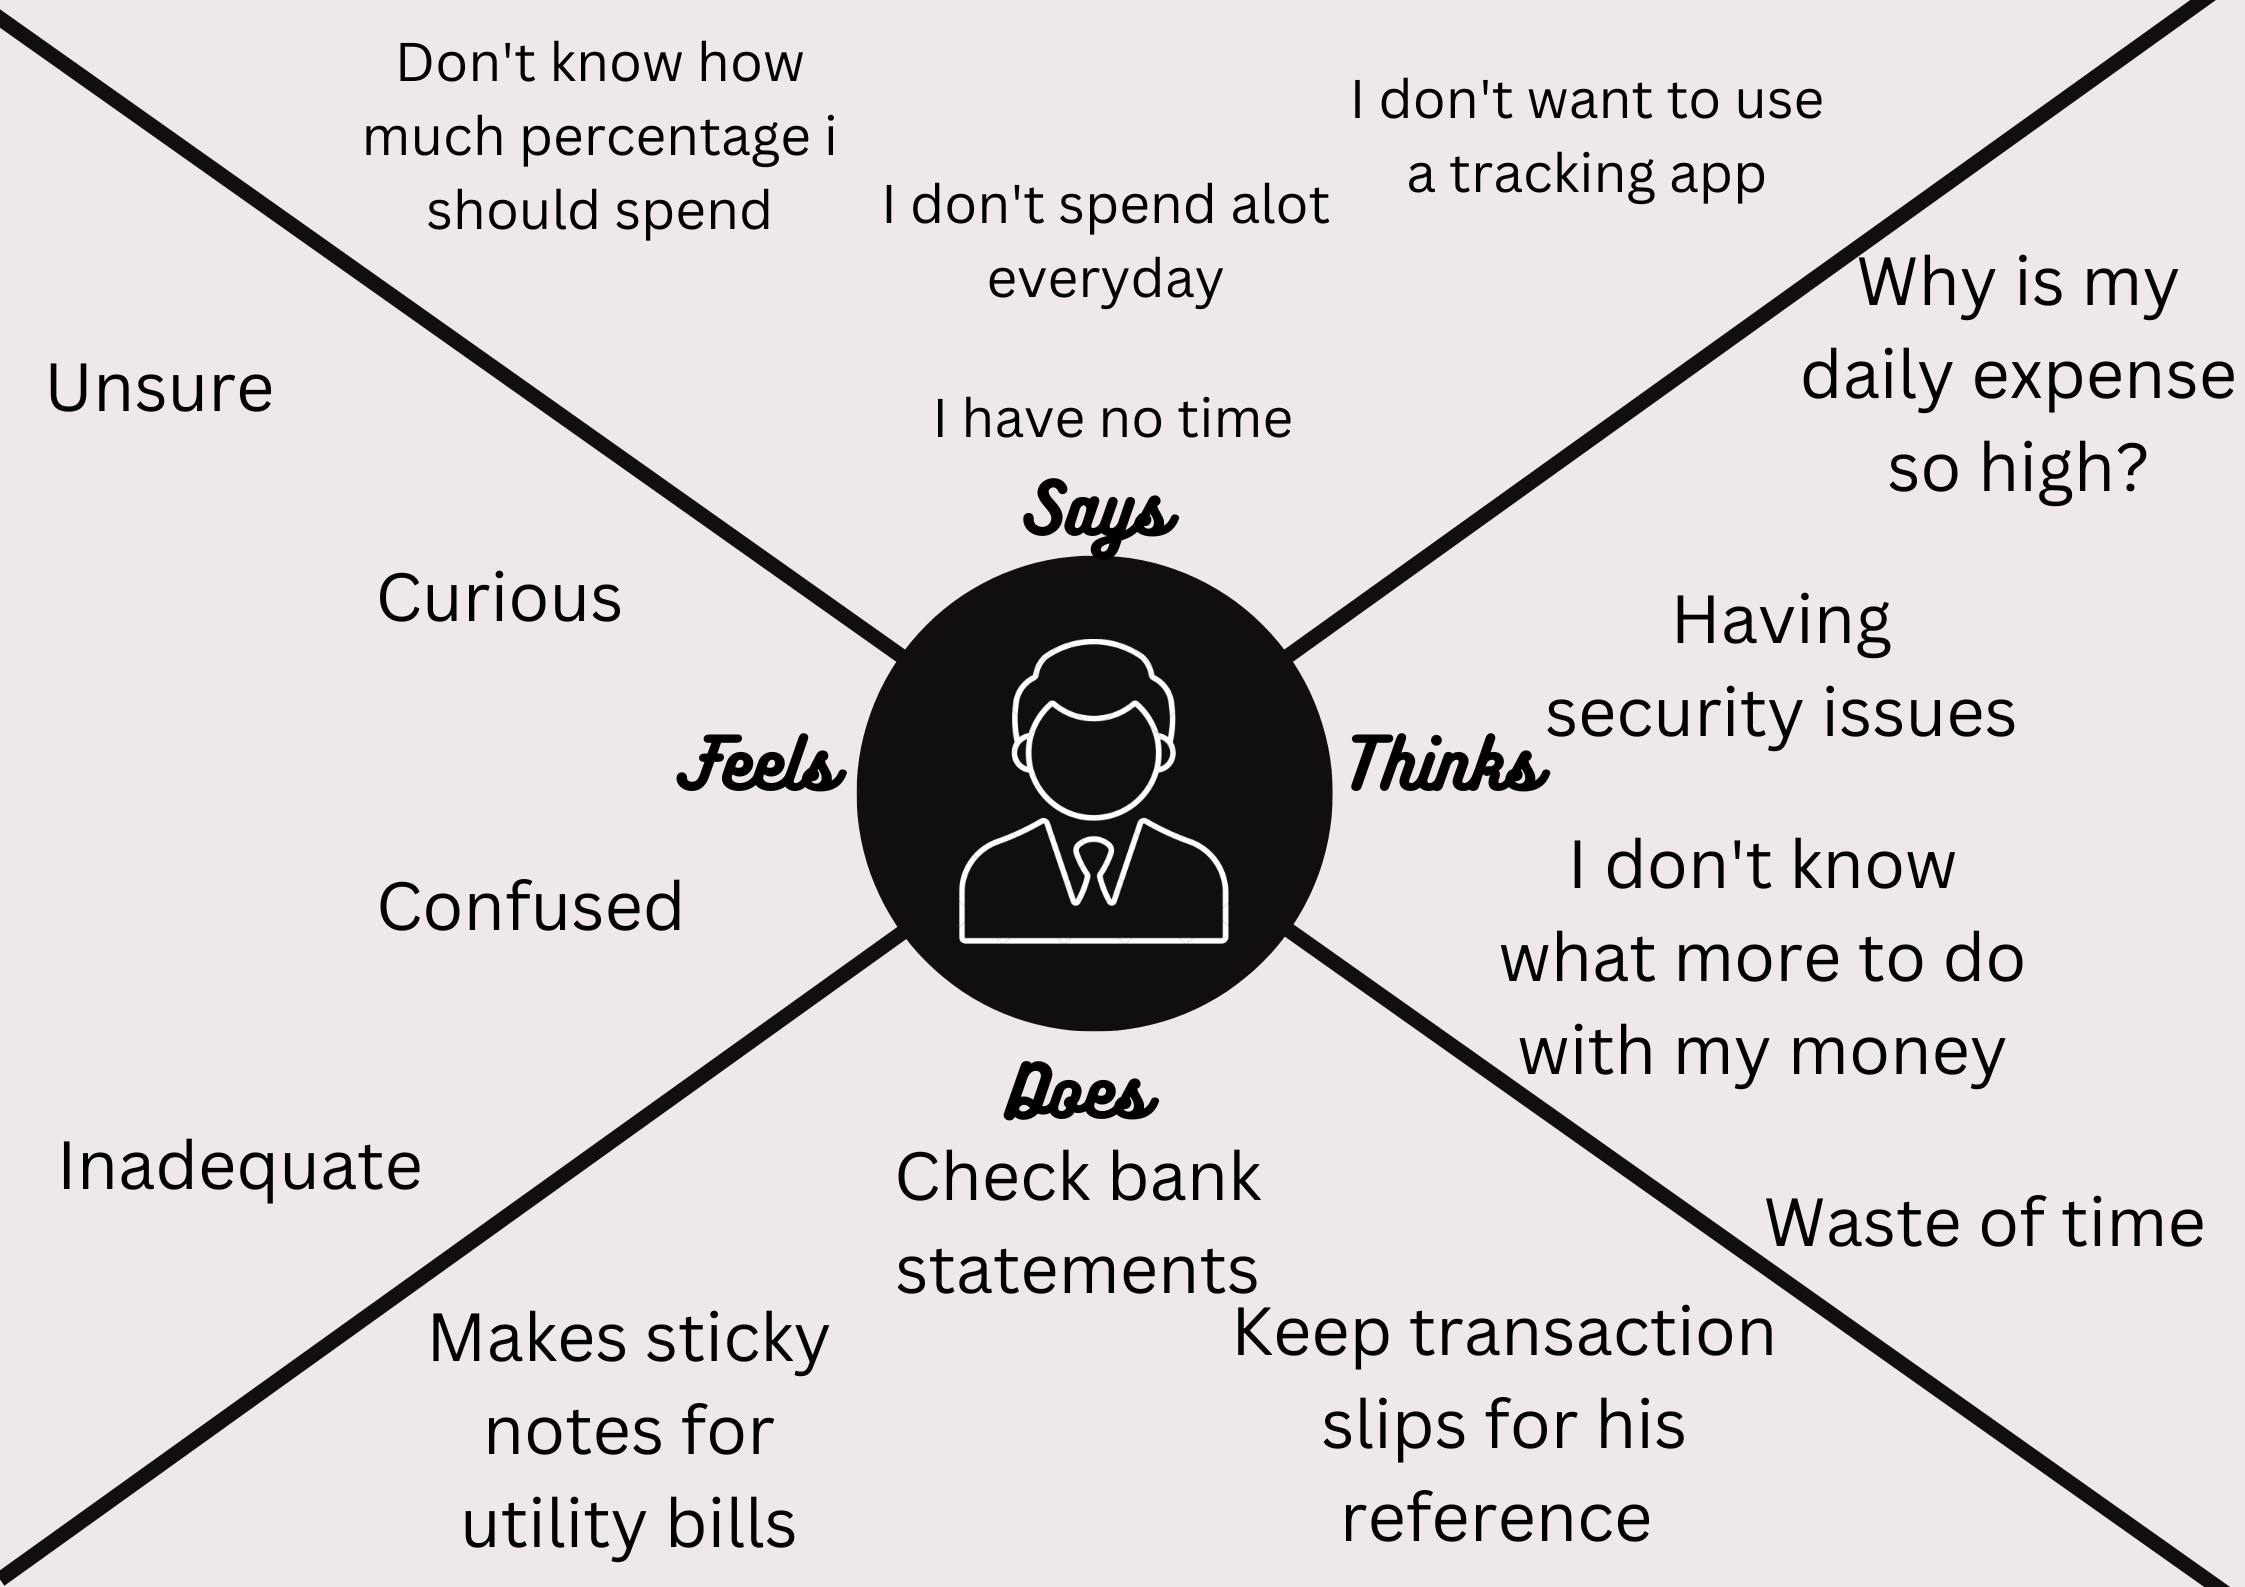 Don't know how
much percentage i
should spend
I don't spend alot
everyday
I don't want to use
a tracking app
I have no time
Says
Why is my
daily expense
so high?
Having
security issues
Thinks
I don't know
what more to do
with my money
Waste of time
Unsure
Curious
Feels
Confused
Inadequate
Does
Check bank
statements
Makes sticky
notes for
utility bills
Keep transaction
slips for his
reference